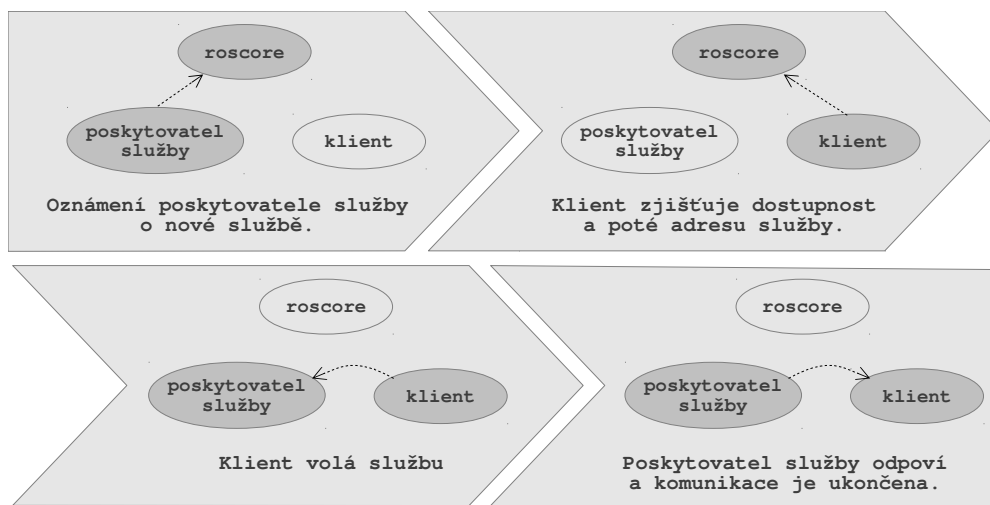 roscore
poskytovatel
služby
klient
Oznámení poskytovatele služby
o nové službě.
roscore
poskytovatel
služby
klient
Klient zjišťuje dostupnost
a poté adresu služby.
roscore
poskytovatel
služby
klient
Klient volá službu
roscore
poskytovatel
služby
klient
Poskytovatel služby odpoví
a komunikace je ukončena.